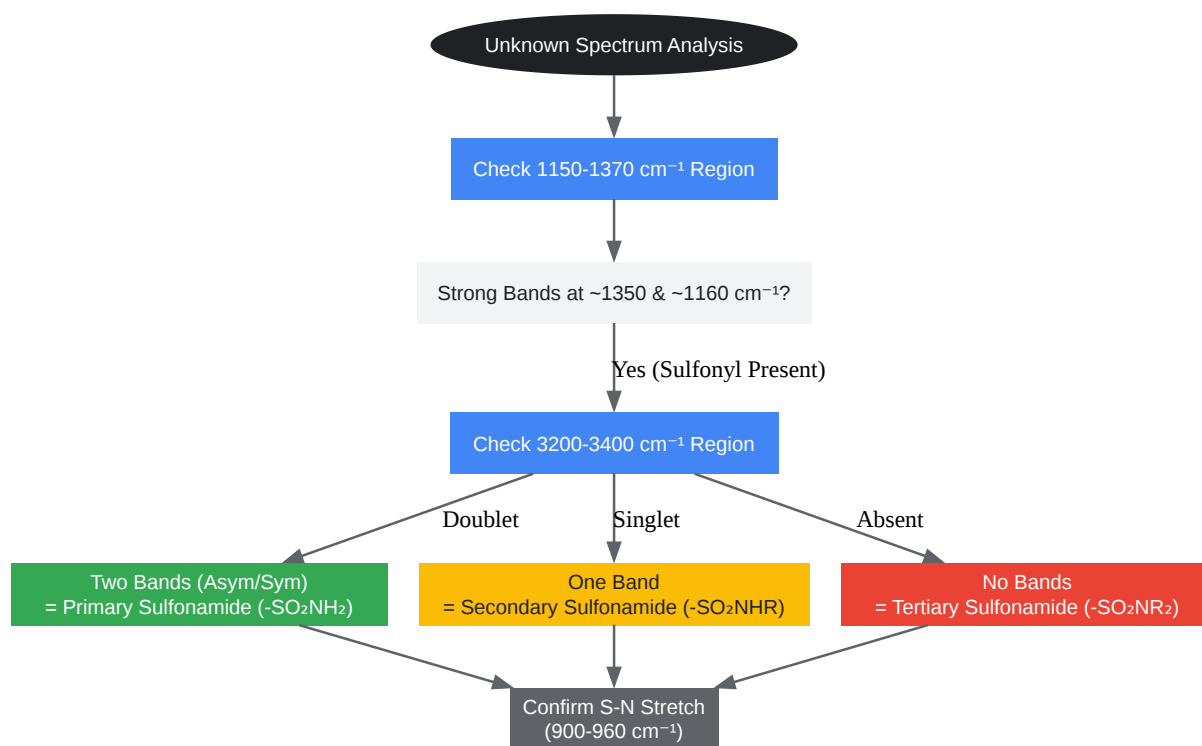 Unknown Spectrum Analysis
Check 1150-1370 cm⁻¹ Region
Strong Bands at ~1350 & ~1160 cm⁻¹?
Yes (Sulfonyl Present)
Check 3200-3400 cm⁻¹ Region
Doublet
Singlet
Absent
Two Bands (Asym/Sym)
= Primary Sulfonamide (-SO₂NH₂)
One Band
= Secondary Sulfonamide (-SO₂NHR)
No Bands
= Tertiary Sulfonamide (-SO₂NR₂)
Confirm S-N Stretch
(900-960 cm⁻¹)